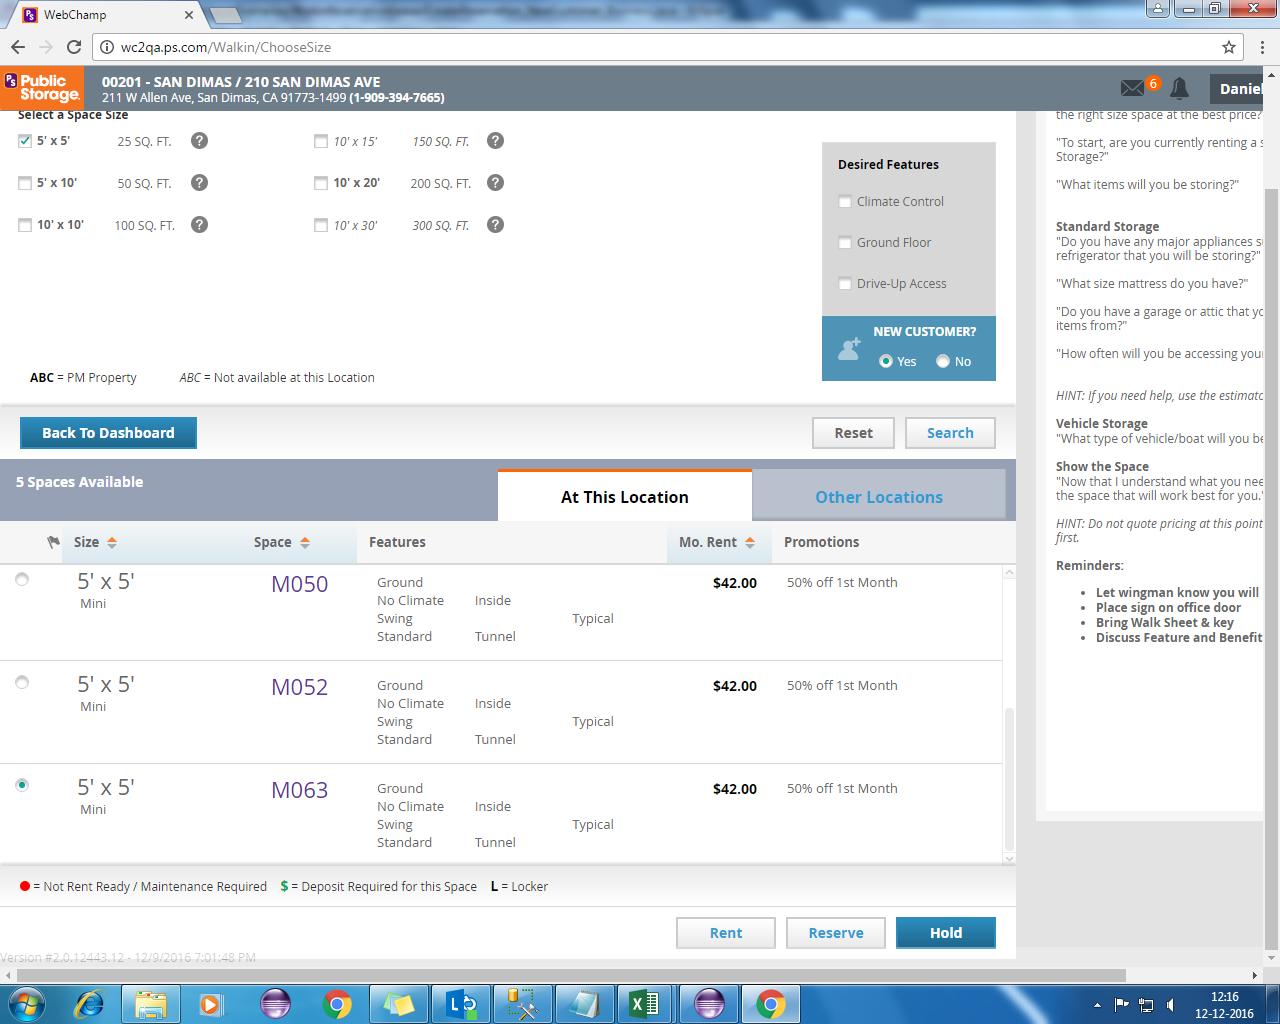 WebChamp
wc2qa.ps.com/Walkin/ChooseSize
PS Public Storage.
00201 - SAN DIMAS / 210 SAN DIMAS AVE
211 W Allen Ave, San Dimas, CA 91773-1499 (1-909-394-7665)
6
Daniel
Select a Space Size
5' x 5' 25 SQ. FT. ? 10' x 15' 150 SQ. FT. ?
5' x 10' 50 SQ. FT. ? 10' x 20' 200 SQ. FT. ?
10' x 10' 100 SQ. FT. ? 10' x 30' 300 SQ. FT. ?
Desired Features
Climate Control
Ground Floor
Drive-Up Access
NEW CUSTOMER?
Yes No
ABC = PM Property ABC = Not available at this Location
Back To Dashboard Reset Search
5 Spaces Available At This Location Other Locations
Size Space Features Mo. Rent Promotions
5' x 5' M050 Ground $42.00 50% off 1st Month
Mini No Climate Inside
Swing Typical
Standard Tunnel
5' x 5' M052 Ground $42.00 50% off 1st Month
Mini No Climate Inside
Swing Typical
Standard Tunnel
5' x 5' M063 Ground $42.00 50% off 1st Month
Mini No Climate Inside
Swing Typical
Standard Tunnel
= Not Rent Ready / Maintenance Required $ = Deposit Required for this Space L = Locker
Rent Reserve Hold
Version #2.0.12443.12 - 12/9/2016 7:01:48 PM
the right size space at the best price?
"To start, are you currently renting a s
Storage?"
"What items will you be storing?"
Standard Storage
"Do you have any major appliances su
refrigerator that you will be storing?"
"What size mattress do you have?"
"Do you have a garage or attic that yo
items from?"
"How often will you be accessing your
HINT: If you need help, use the estimato
Vehicle Storage
"What type of vehicle/boat will you be
Show the Space
"Now that I understand what you nee
the space that will work best for you."
HINT: Do not quote pricing at this point
first.
Reminders:
• Let wingman know you will
• Place sign on office door
• Bring Walk Sheet & key
• Discuss Feature and Benefit
12:16
12-12-2016